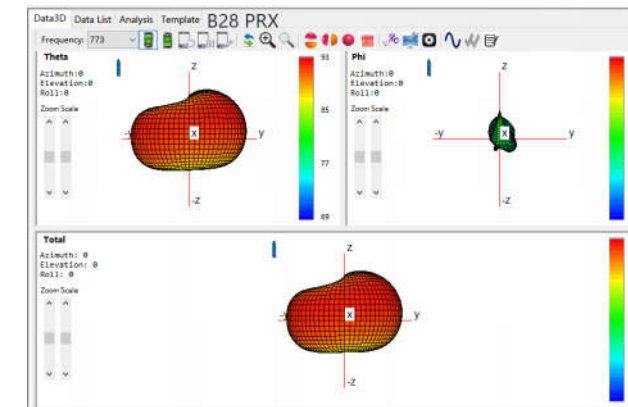 Data3D Data List Analysis Template B28 PRX
Frequency: 773
Theta
Azimuth:0
Elevation:0
Roll:0
Zoom Scale
z
-y
X
y
-z
93
85
77
69
Phi
Azimuth:0
Elevation:0
Roll:0
Zoom Scale
z
-y
X
y
-z
Total
Azimuth: 0
Elevation: 0
Roll: 0
Zoom Scale
z
-y
X
y
-z